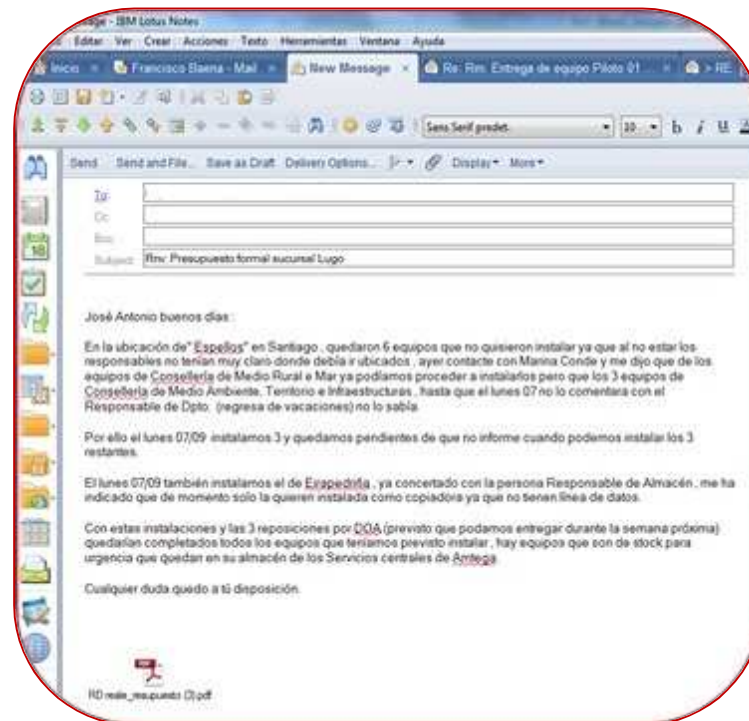 - IBM Lotus Notes
Editar Ver Crear Acciones Texto Herramientas Ventana Ayuda
Francisco Baena - Mail New Message Re: Rm: Entrega de equipo Piloto 01 > RE
Sans Serif predet. 10 b i U
Send Send and File... Save as Draft Delivery Options... Display More
To:
Cc:
Bcc:
Subject: Rnv: Presupuesto formal sucursal Lugo
José Antonio buenos días:
En la ubicación de" Espellos" en Santiago , quedaron 6 equipos que no quisieron instalar ya que al no estar los
responsables no tenían muy claro donde debía ir ubicados , ayer contacte con Marina Conde y me dijo que de los
equipos de Consellería de Medio Rural e Mar ya podíamos proceder a instalarlos pero que los 3 equipos de
Consellería de Medio Ambiente, Territorio e Infraestructuras , hasta que el lunes 07 no lo comentara con el
Responsable de Dpto. (regresa de vacaciones) no lo sabía.
Por ello el lunes 07/09 instalamos 3 y quedamos pendientes de que no informe cuando podemos instalar los 3
restantes.
El lunes 07/09 también instalamos el de , ya concertado con la persona Responsable de Almacén , me ha
indicado que de momento solo la quieren instalada como copiadora ya que no tienen línea de datos.
Con estas instalaciones y las 3 reposiciones por DOA (previsto que podamos entregar durante la semana próxima)
quedarían completados todos los equipos que teníamos previsto instalar , hay equipos que son de stock para
urgencia que quedan en su almacén de los Servicios centrales de Amtega
Cualquier duda quedo a tú disposición.
18
PDF